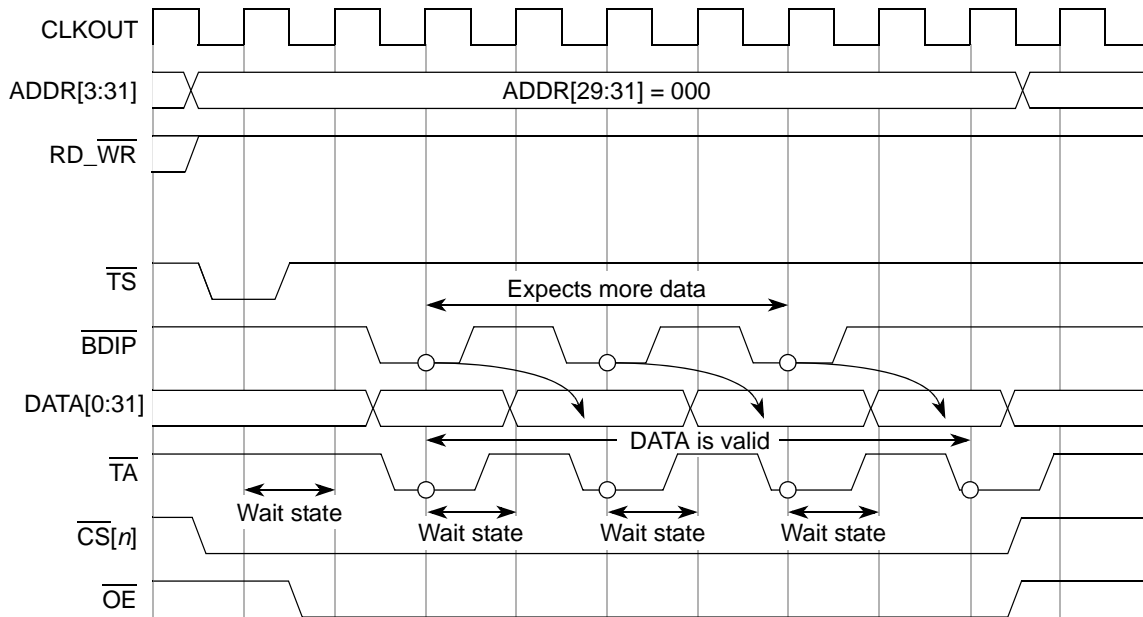 CLKOUT
ADDR[3:31]
ADDR[29:31] = 000
RD_WR
TS
Expects more data
BDIP
DATA[0:31]
DATA is valid
TA
Wait state
Wait state
Wait state
Wait state
CS[n]
OE